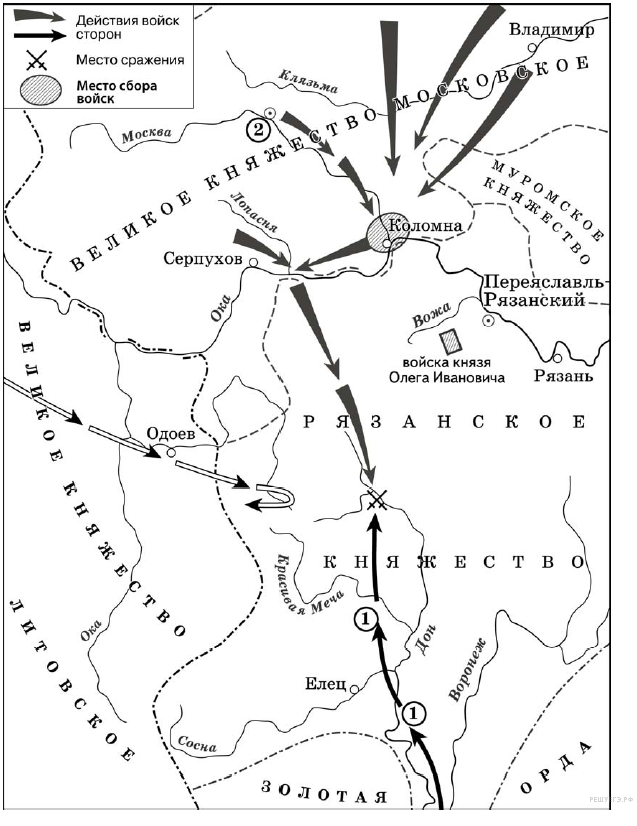 Действия войск
сторон
Место сражения
Место сбора
войск
Владимир
Клязьма
Москва
2
ВЕЛИКОЕ КНЯЖЕСТВО МОСКОВСКОЕ
МУРОМСКОЕ
КНЯЖЕСТВО
Лопасня
Коломна
Серпухов
Ока
Переяславль-
Рязанский
Вожа
войска князя
Олега Ивановича
Рязань
РЯЗАНСКОЕ
КНЯЖЕСТВО
Одоев
ВЕЛИКОЕ КНЯЖЕСТВО
ЛИТОВСКОЕ
Красивая Меча
1
Дон
Ока
Воронеж
Елец
1
Сосна
ЗОЛОТАЯ
ОРДА
РЕШУОГЭ.РФ